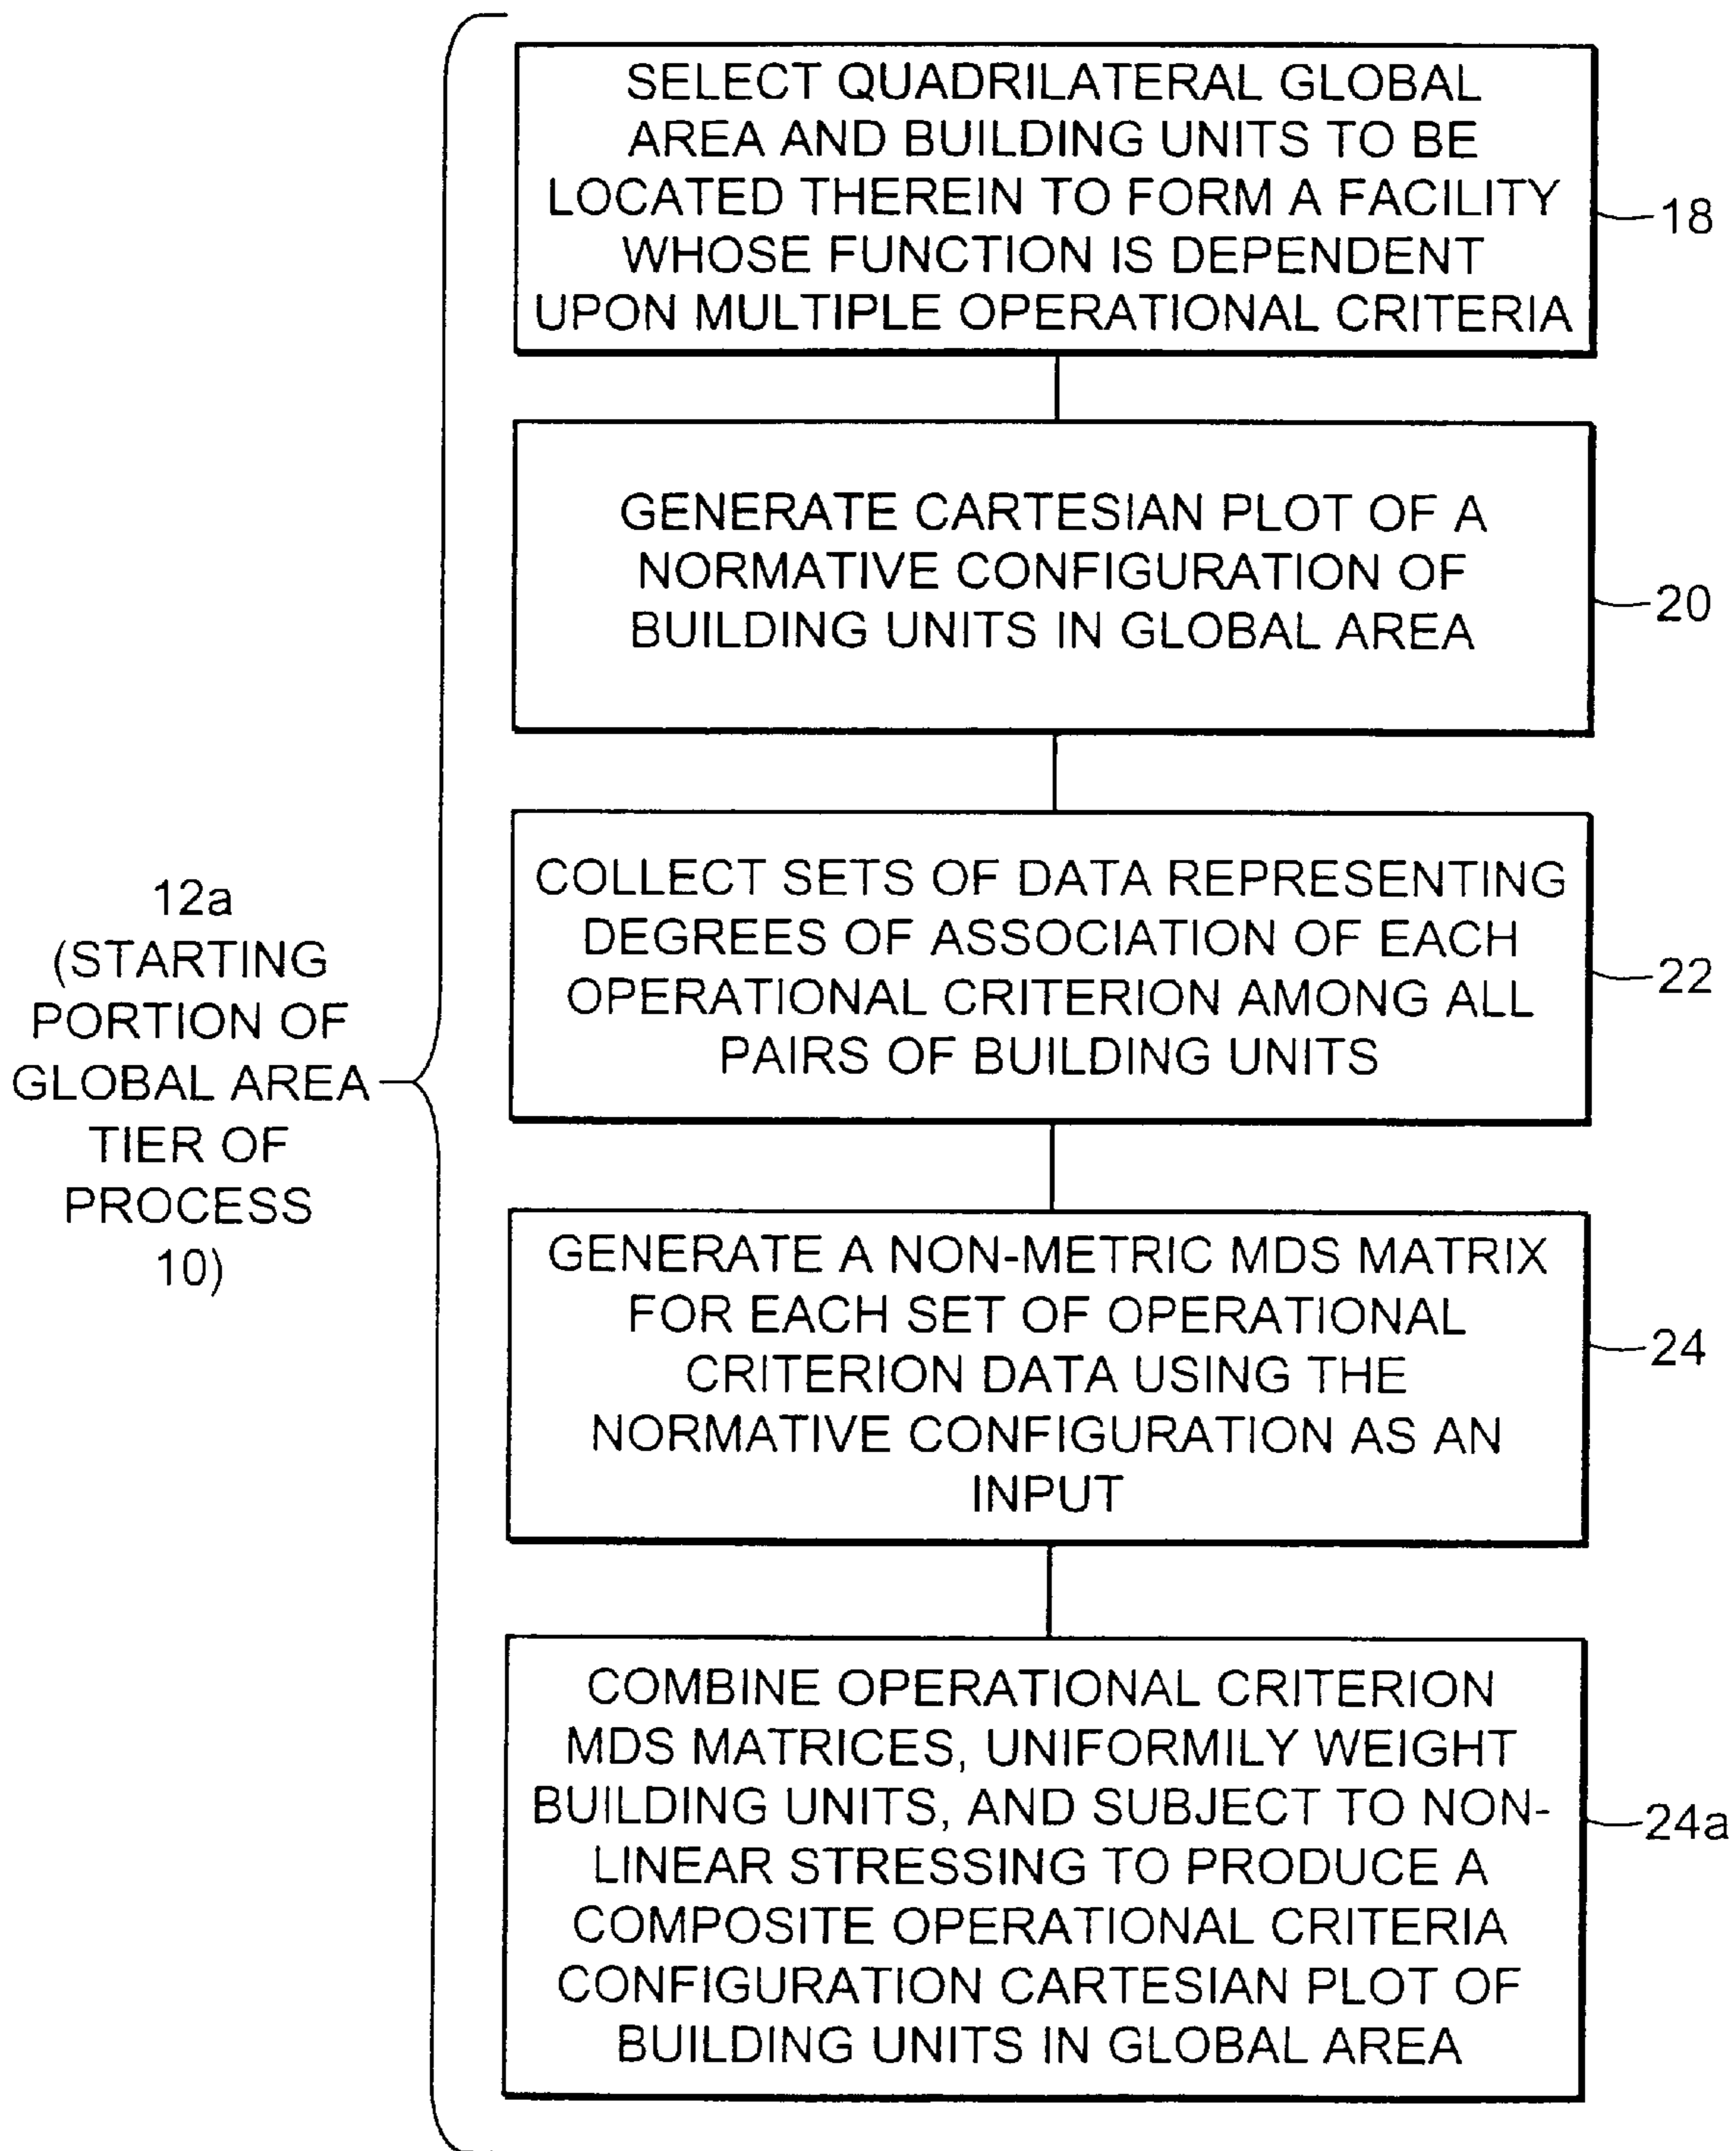 SELECT QUADRILATERAL GLOBAL
AREA AND BUILDING UNITS TO BE
LOCATED THEREIN TO FORM A FACILITY
WHOSE FUNCTION IS DEPENDENT
UPON MULTIPLE OPERATIONAL CRITERIA
18
GENERATE CARTESIAN PLOT OF A
NORMATIVE CONFIGURATION OF
BUILDING UNITS IN GLOBAL AREA
20
COLLECT SETS OF DATA REPRESENTING
DEGREES OF ASSOCIATION OF EACH
OPERATIONAL CRITERION AMONG ALL
PAIRS OF BUILDING UNITS
22
12a
(STARTING
PORTION OF
GLOBAL AREA
TIER OF
PROCESS
10)
GENERATE A NON-METRIC MDS MATRIX
FOR EACH SET OF OPERATIONAL
CRITERION DATA USING THE
NORMATIVE CONFIGURATION AS AN
INPUT
24
COMBINE OPERATIONAL CRITERION
MDS MATRICES, UNIFORMILY WEIGHT
BUILDING UNITS, AND SUBJECT TO NON-
LINEAR STRESSING TO PRODUCE A
COMPOSITE OPERATIONAL CRITERIA
CONFIGURATION CARTESIAN PLOT OF
BUILDING UNITS IN GLOBAL AREA
24a